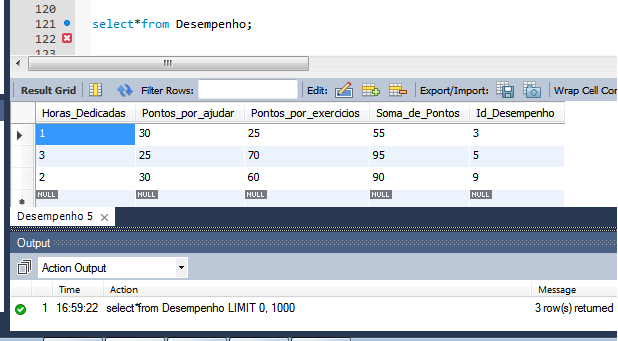 120
121 select*from Desempenho;
122
123
Result Grid Filter Rows: Edit: Export/Import: Wrap Cell Con
Horas_Dedicadas Pontos_por_ajudar Pontos_por_exercicios Soma_de_Pontos Id_Desempenho
1 30 25 55 3
3 25 70 95 5
2 30 60 90 9
NULL NULL NULL NULL NULL
Desempenho 5
Output
Action Output
Time Action Message
1 16:59:22 select*from Desempenho LIMIT 0, 1000 3 row(s) returned